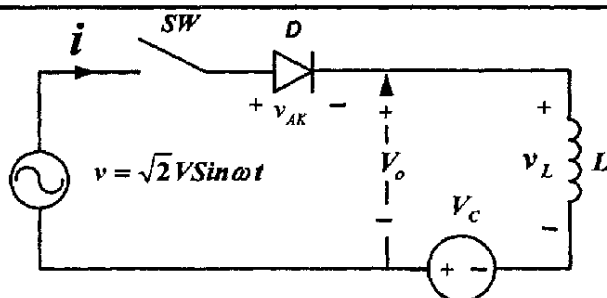 SW
D
i
+ v_AK −
+
V_o
−
v = √2 VSin ωt
+
v_L
−
L
V_C
+ −